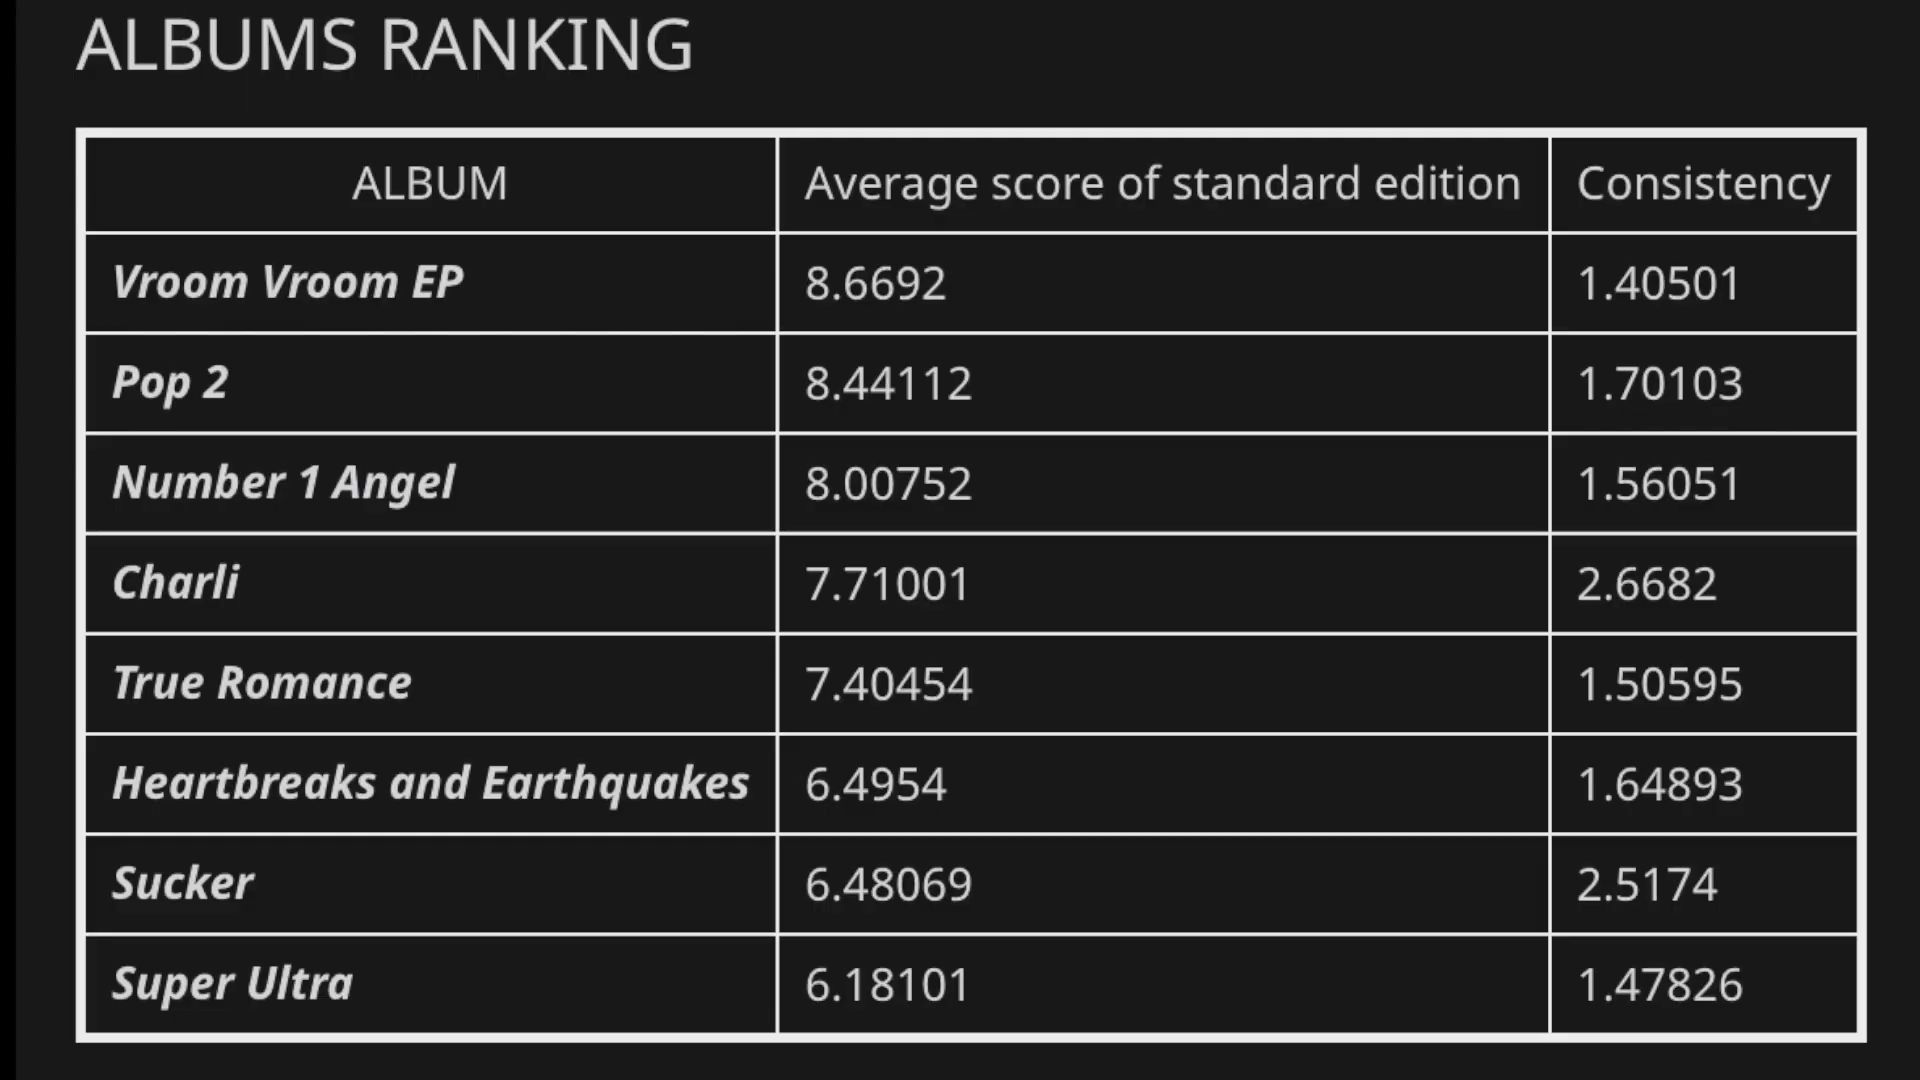 ALBUMS RANKING
ALBUM Average score of standard edition Consistency
Vroom Vroom EP 8.6692 1.40501
Pop 2 8.44112 1.70103
Number 1 Angel 8.00752 1.56051
Charli 7.71001 2.6682
True Romance 7.40454 1.50595
Heartbreaks and Earthquakes 6.4954 1.64893
Sucker 6.48069 2.5174
Super Ultra 6.18101 1.47826